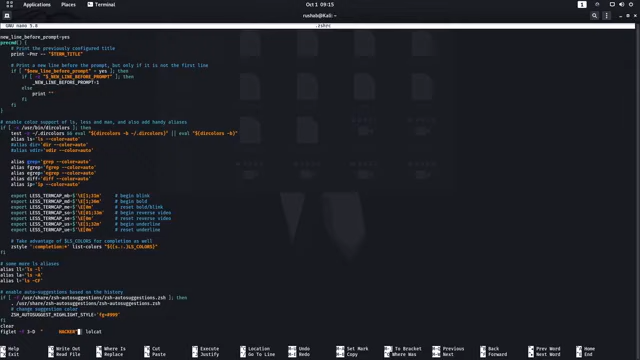 Applications Places Terminal Oct 1 09:15
rushab@Kali:~
GNU nano 5.8 .zshrc
new_line_before_prompt=yes
precmd() {
# Print the previously configured title
print -Pnr -- "$TERM_TITLE"
# Print a new line before the prompt, but only if it is not the first line
if [ "$new_line_before_prompt" = yes ]; then
if [ -z "$_NEW_LINE_BEFORE_PROMPT" ]; then
_NEW_LINE_BEFORE_PROMPT=1
else
print ""
fi
fi
}
# enable color support of ls, less and man, and also add handy aliases
if [ -x /usr/bin/dircolors ]; then
test -r ~/.dircolors && eval "$(dircolors -b ~/.dircolors)" || eval "$(dircolors -b)"
alias ls='ls --color=auto'
#alias dir='dir --color=auto'
#alias vdir='vdir --color=auto'
alias grep='grep --color=auto'
alias fgrep='fgrep --color=auto'
alias egrep='egrep --color=auto'
alias diff='diff --color=auto'
alias ip='ip --color=auto'
export LESS_TERMCAP_mb=$'\E[1;31m' # begin blink
export LESS_TERMCAP_md=$'\E[1;36m' # begin bold
export LESS_TERMCAP_me=$'\E[0m' # reset bold/blink
export LESS_TERMCAP_so=$'\E[01;33m' # begin reverse video
export LESS_TERMCAP_se=$'\E[0m' # reset reverse video
export LESS_TERMCAP_us=$'\E[1;32m' # begin underline
export LESS_TERMCAP_ue=$'\E[0m' # reset underline
# Take advantage of $LS_COLORS for completion as well
zstyle ':completion:*' list-colors "${(s.:.)LS_COLORS}"
fi
# some more ls aliases
alias ll='ls -l'
alias la='ls -A'
alias l='ls -CF'
# enable auto-suggestions based on the history
if [ -f /usr/share/zsh-autosuggestions/zsh-autosuggestions.zsh ]; then
. /usr/share/zsh-autosuggestions/zsh-autosuggestions.zsh
# change suggestion color
ZSH_AUTOSUGGEST_HIGHLIGHT_STYLE='fg=#999'
fi
clear
figlet -f 3-D " HACKER"| lolcat
^G Help ^O Write Out ^W Where Is ^K Cut ^T Execute ^C Location M-U Undo M-A Set Mark M-] To Bracket M-Q Previous ^B Back ^◀ Prev Word
^X Exit ^R Read File ^\ Replace ^U Paste ^J Justify ^_ Go To Line M-E Redo M-6 Copy ^Q Where Was M-W Next ^F Forward ^▶ Next Word